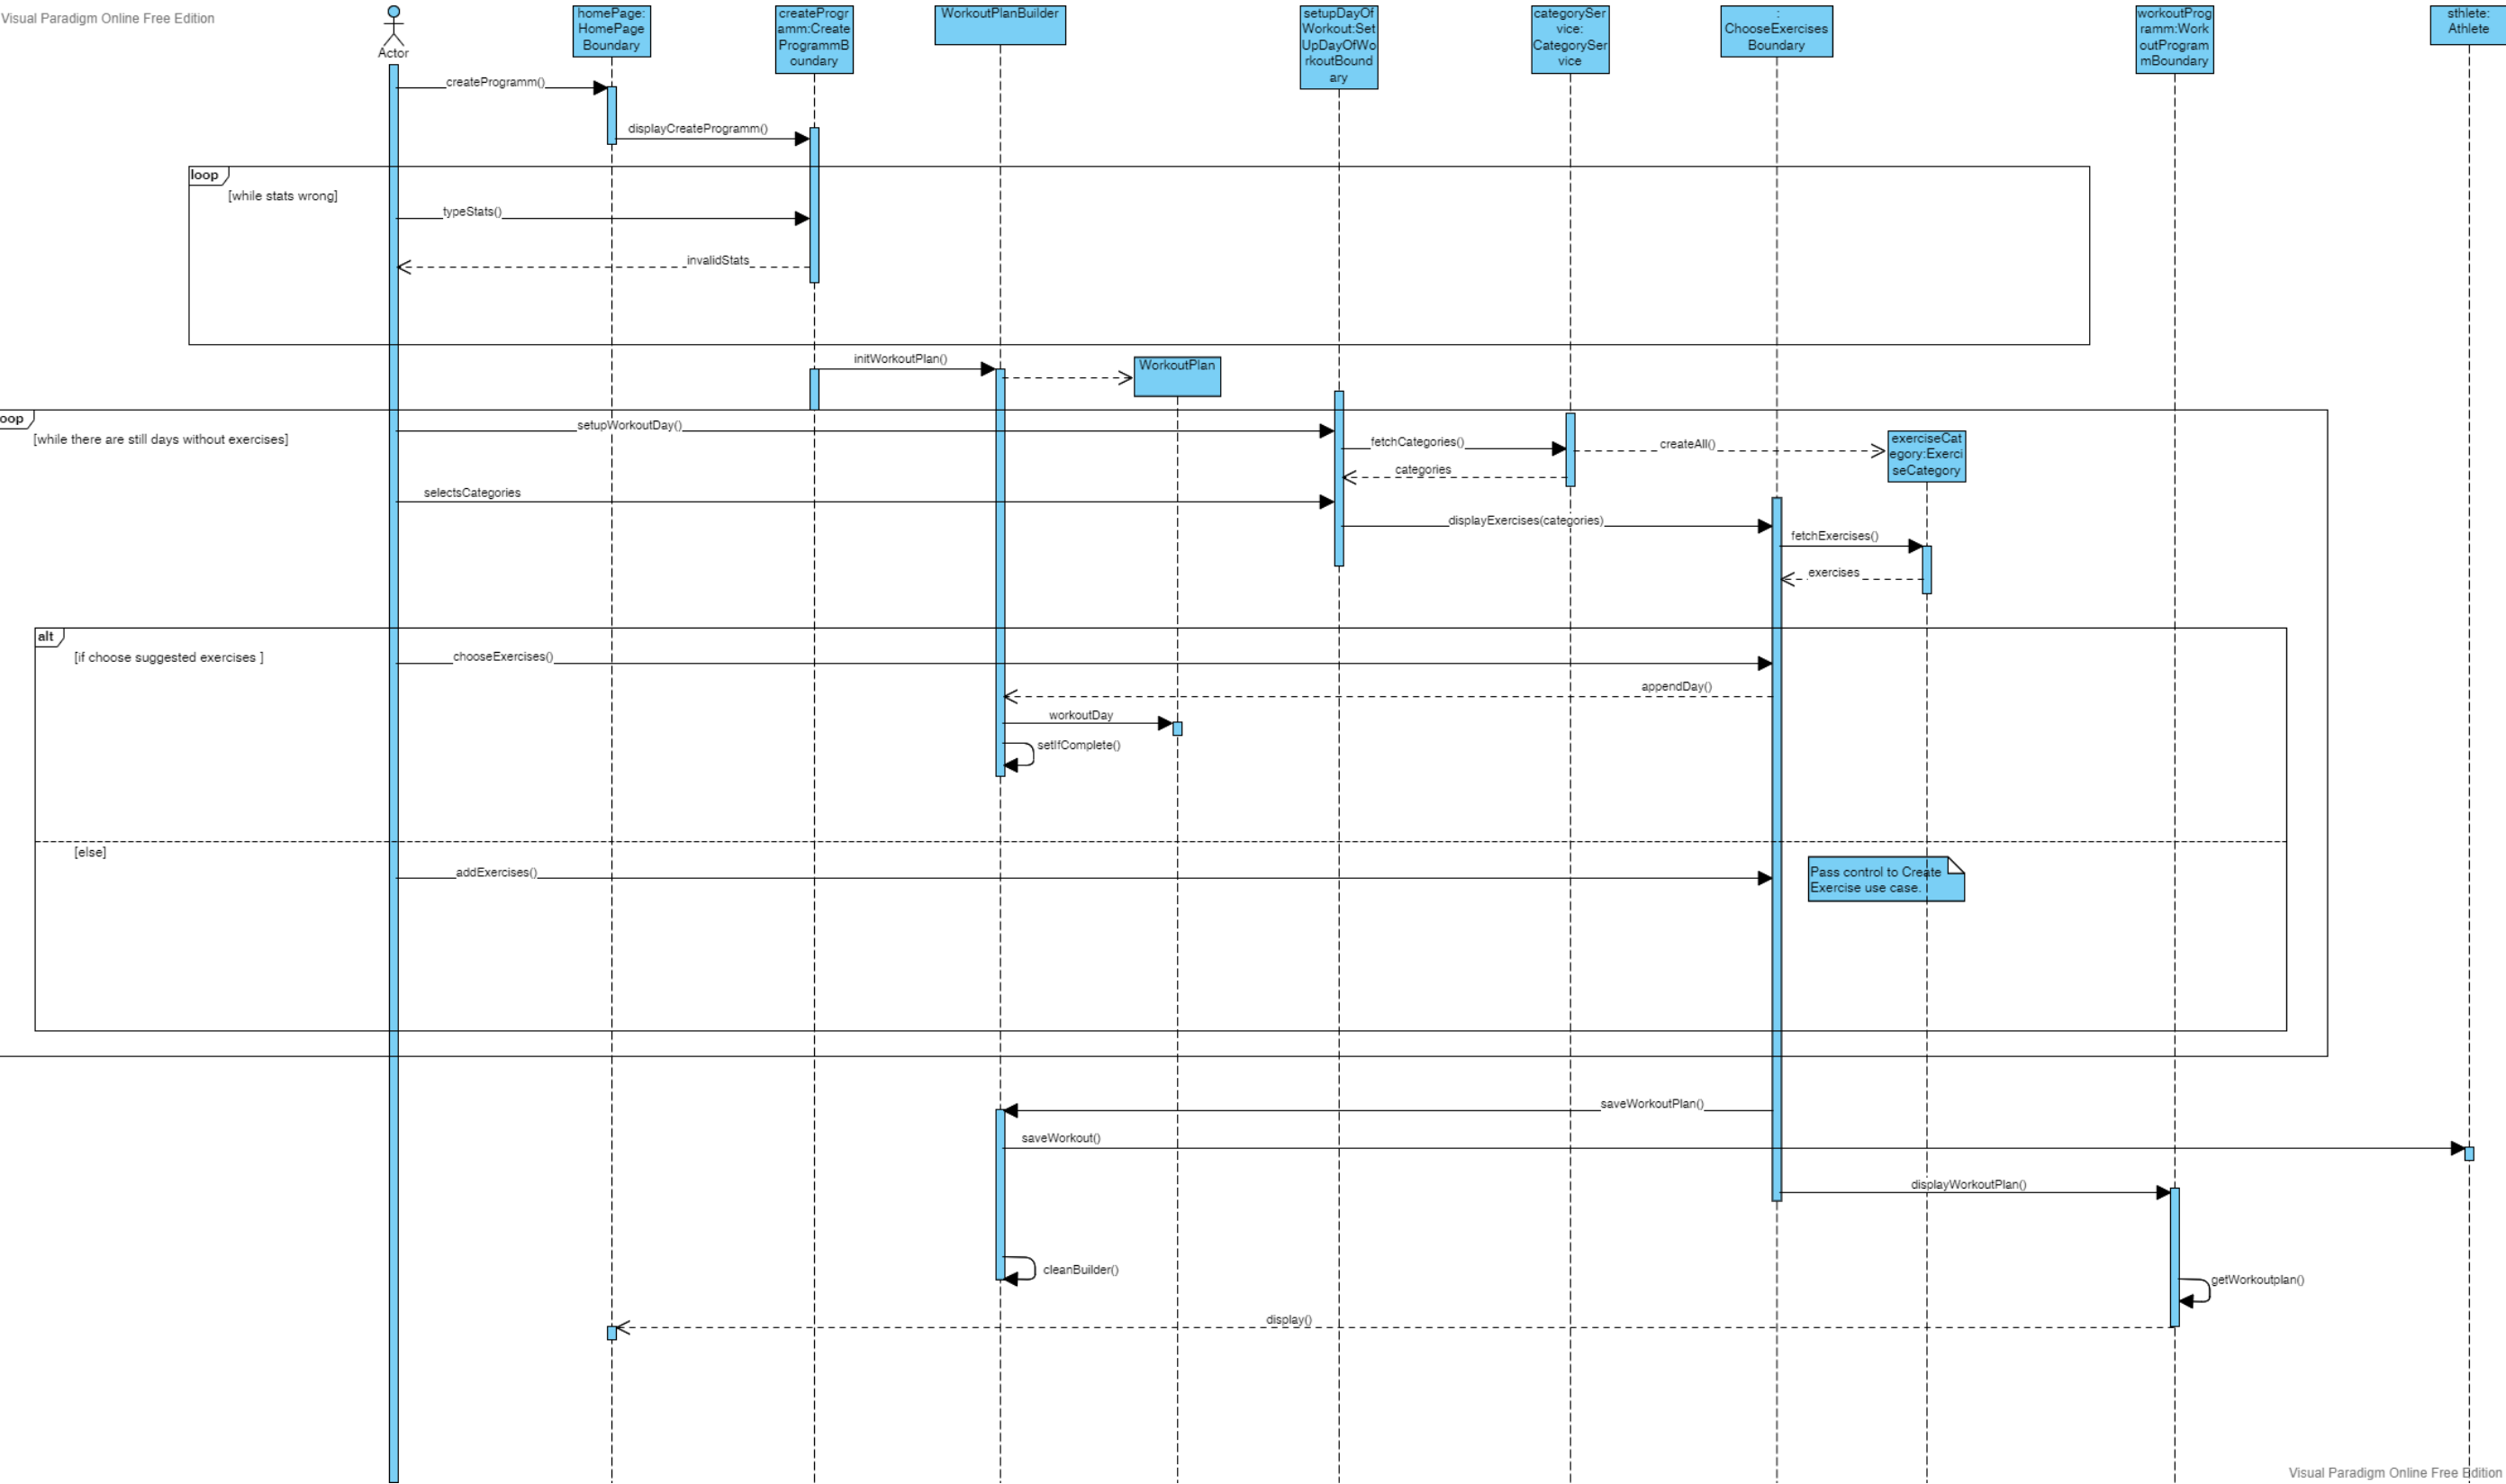 Visual Paradigm Online Free Edition
Actor
homePage:
HomePage
Boundary
createProgr
amm:Create
ProgrammB
oundary
WorkoutPlanBuilder
setupDayOf
Workout:Set
UpDayOfWo
rkoutBound
ary
categorySer
vice:
CategorySer
vice
:
ChooseExercises
Boundary
workoutProg
ramm:Work
outProgram
mBoundary
sthlete:
Athlete
createProgramm()
displayCreateProgramm()
loop
[while stats wrong]
typeStats()
invalidStats
initWorkoutPlan()
WorkoutPlan
oop
[while there are still days without exercises]
setupWorkoutDay()
fetchCategories()
createAll()
exerciseCat
egory:Exerci
seCategory
categories
selectsCategories
displayExercises(categories)
fetchExercises()
exercises
alt
[if choose suggested exercises ]
chooseExercises()
appendDay()
workoutDay
setIfComplete()
[else]
addExercises()
Pass control to Create
Exercise use case.
saveWorkoutPlan()
saveWorkout()
displayWorkoutPlan()
cleanBuilder()
getWorkoutplan()
display()
Visual Paradigm Online Free Edition